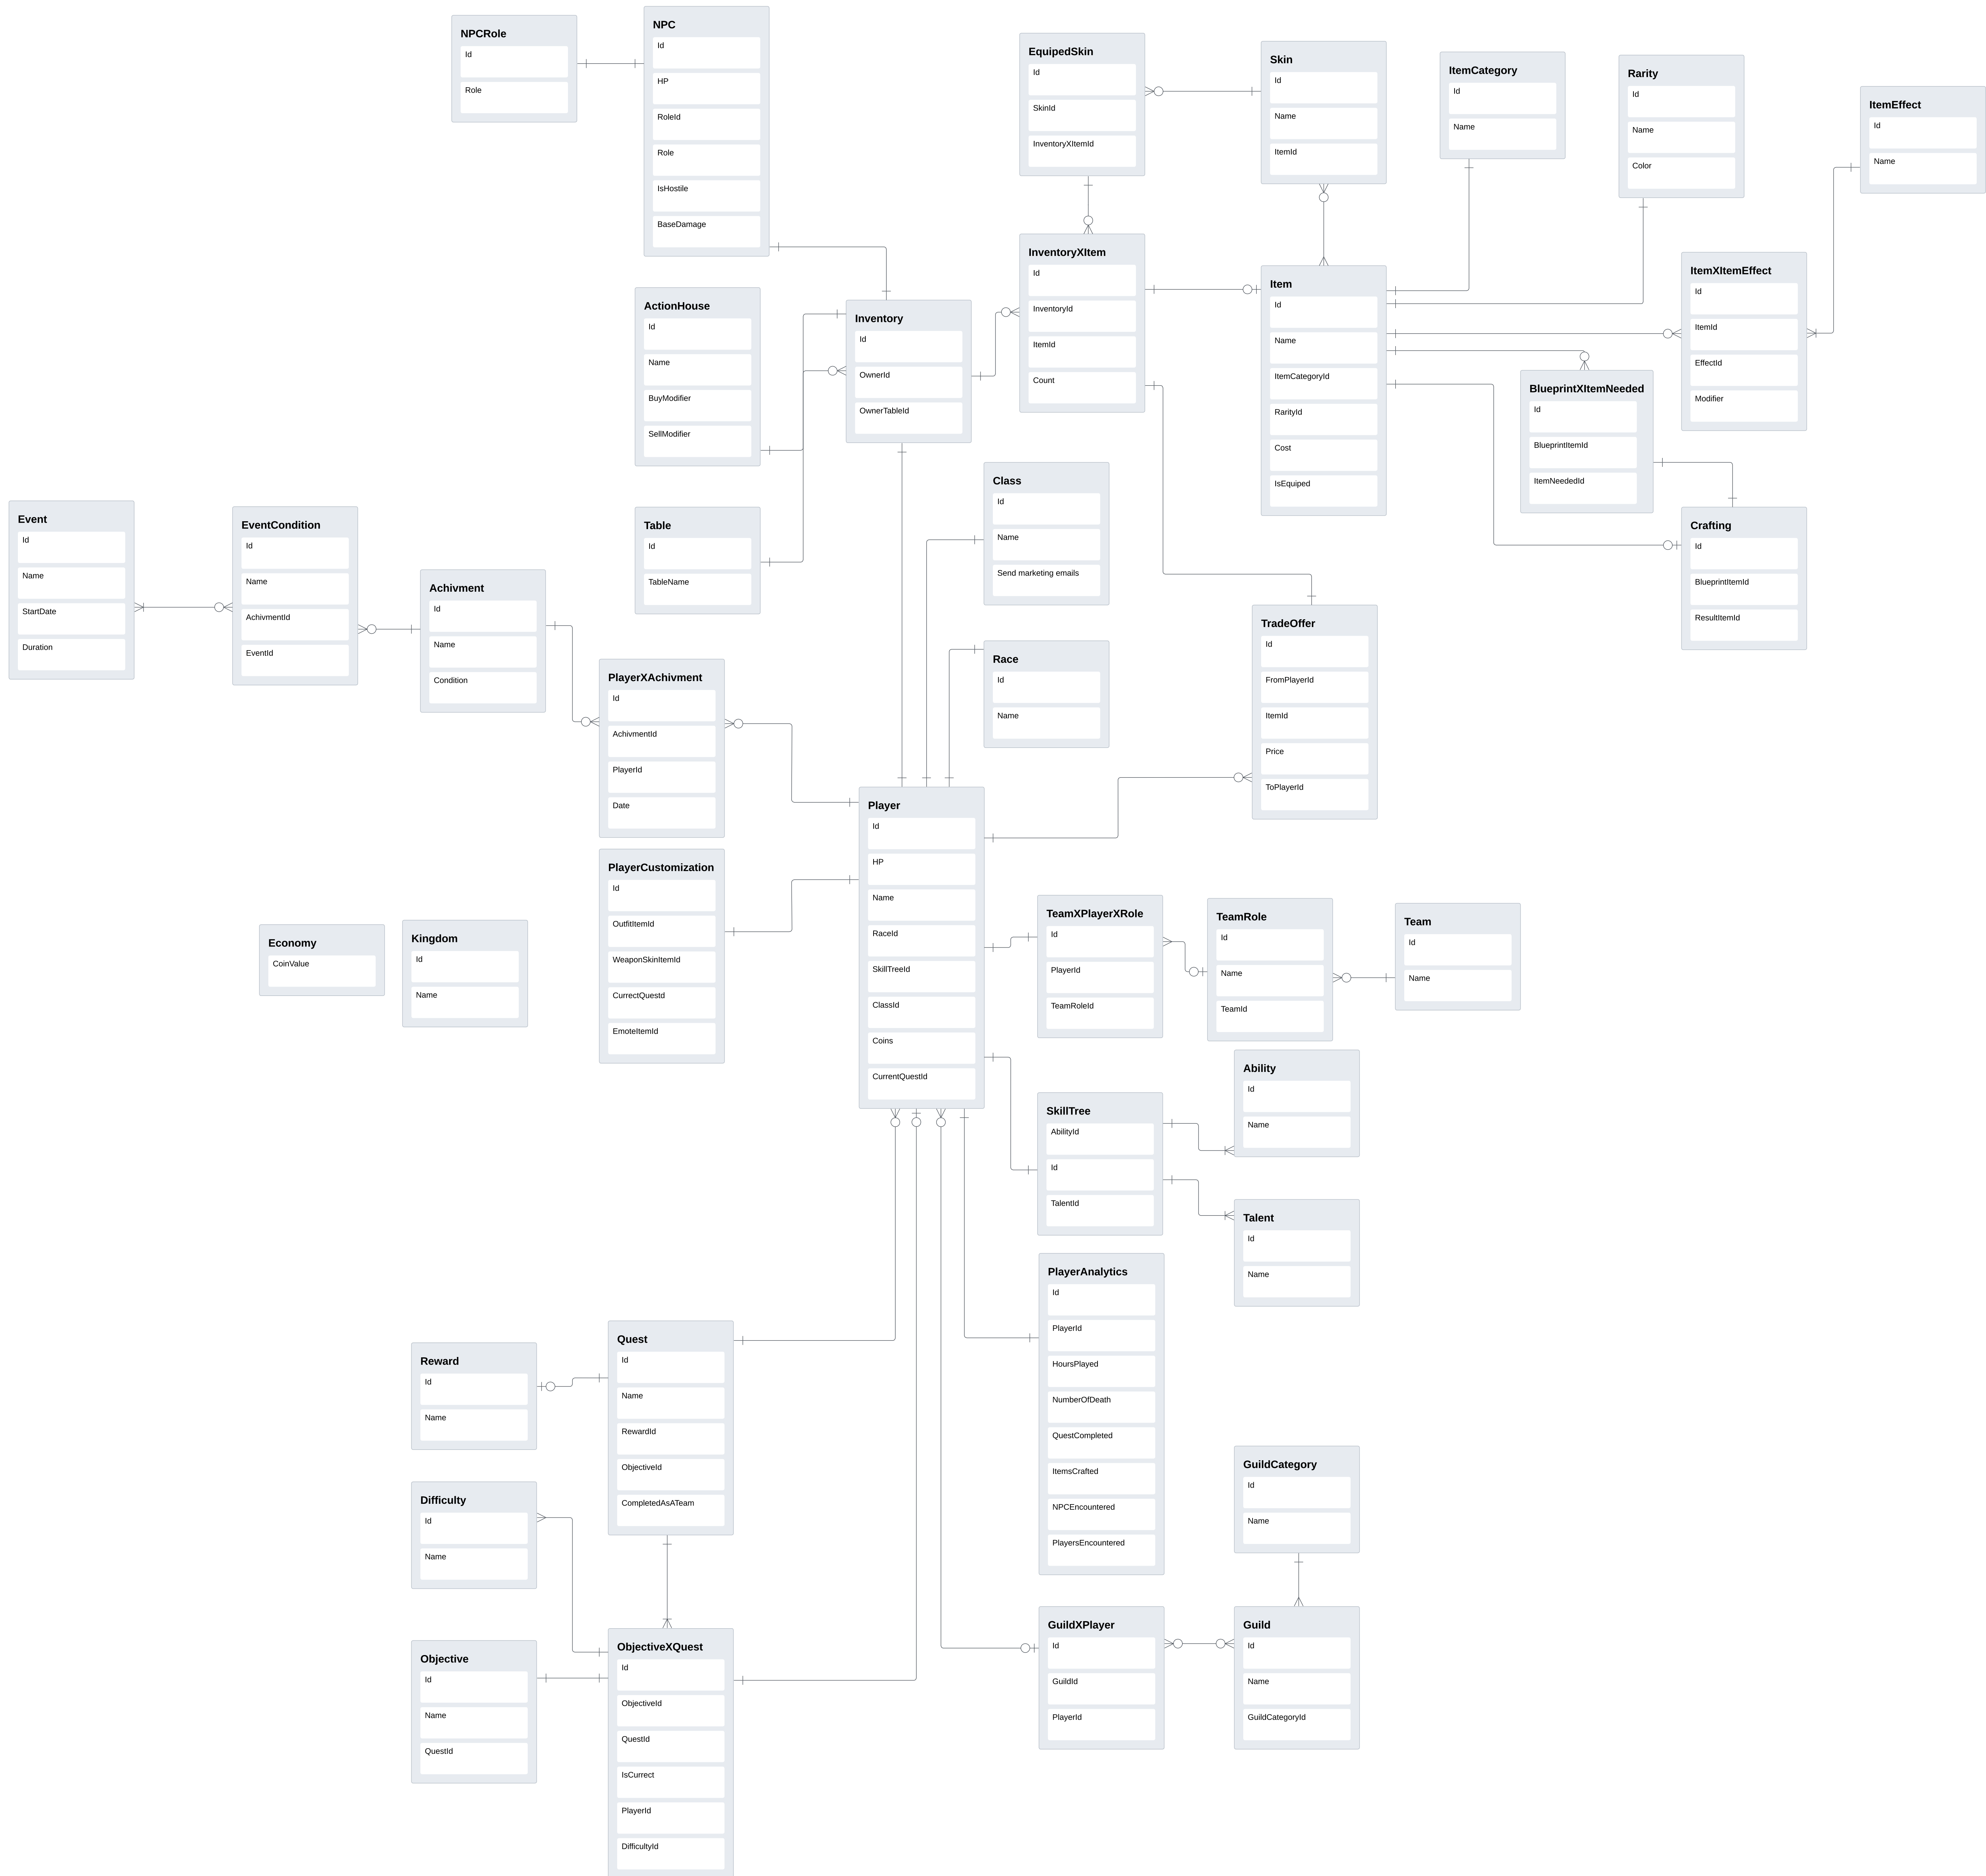 NPCRole
Id
Role
NPC
Id
HP
RoleId
Role
IsHostile
BaseDamage
EquipedSkin
Id
SkinId
InventoryXItemId
Skin
Id
Name
ItemId
ItemCategory
Id
Name
Rarity
Id
Name
Color
ItemEffect
Id
Name
ActionHouse
Id
Name
BuyModifier
SellModifier
Inventory
Id
OwnerId
OwnerTableId
InventoryXItem
Id
InventoryId
ItemId
Count
Item
Id
Name
ItemCategoryId
RarityId
Cost
IsEquiped
ItemXItemEffect
Id
ItemId
EffectId
Modifier
BlueprintXItemNeeded
Id
BlueprintItemId
ItemNeededId
Crafting
Id
BlueprintItemId
ResultItemId
Event
Id
Name
StartDate
Duration
EventCondition
Id
Name
AchivmentId
EventId
Achivment
Id
Name
Condition
Table
Id
TableName
Class
Id
Name
Send marketing emails
Race
Id
Name
TradeOffer
Id
FromPlayerId
ItemId
Price
ToPlayerId
PlayerXAchivment
Id
AchivmentId
PlayerId
Date
PlayerCustomization
Id
OutfitItemId
WeaponSkinItemId
CurrectQuestd
EmoteItemId
Economy
CoinValue
Kingdom
Id
Name
Player
Id
HP
Name
RaceId
SkillTreeId
ClassId
Coins
CurrentQuestId
TeamXPlayerXRole
Id
PlayerId
TeamRoleId
TeamRole
Id
Name
TeamId
Team
Id
Name
SkillTree
AbilityId
Id
TalentId
Ability
Id
Name
Talent
Id
Name
PlayerAnalytics
Id
PlayerId
HoursPlayed
NumberOfDeath
QuestCompleted
ItemsCrafted
NPCEncountered
PlayersEncountered
Reward
Id
Name
Quest
Id
Name
RewardId
ObjectiveId
CompletedAsATeam
Difficulty
Id
Name
Objective
Id
Name
QuestId
ObjectiveXQuest
Id
ObjectiveId
QuestId
IsCurrect
PlayerId
DifficultyId
GuildCategory
Id
Name
GuildXPlayer
Id
GuildId
PlayerId
Guild
Id
Name
GuildCategoryId